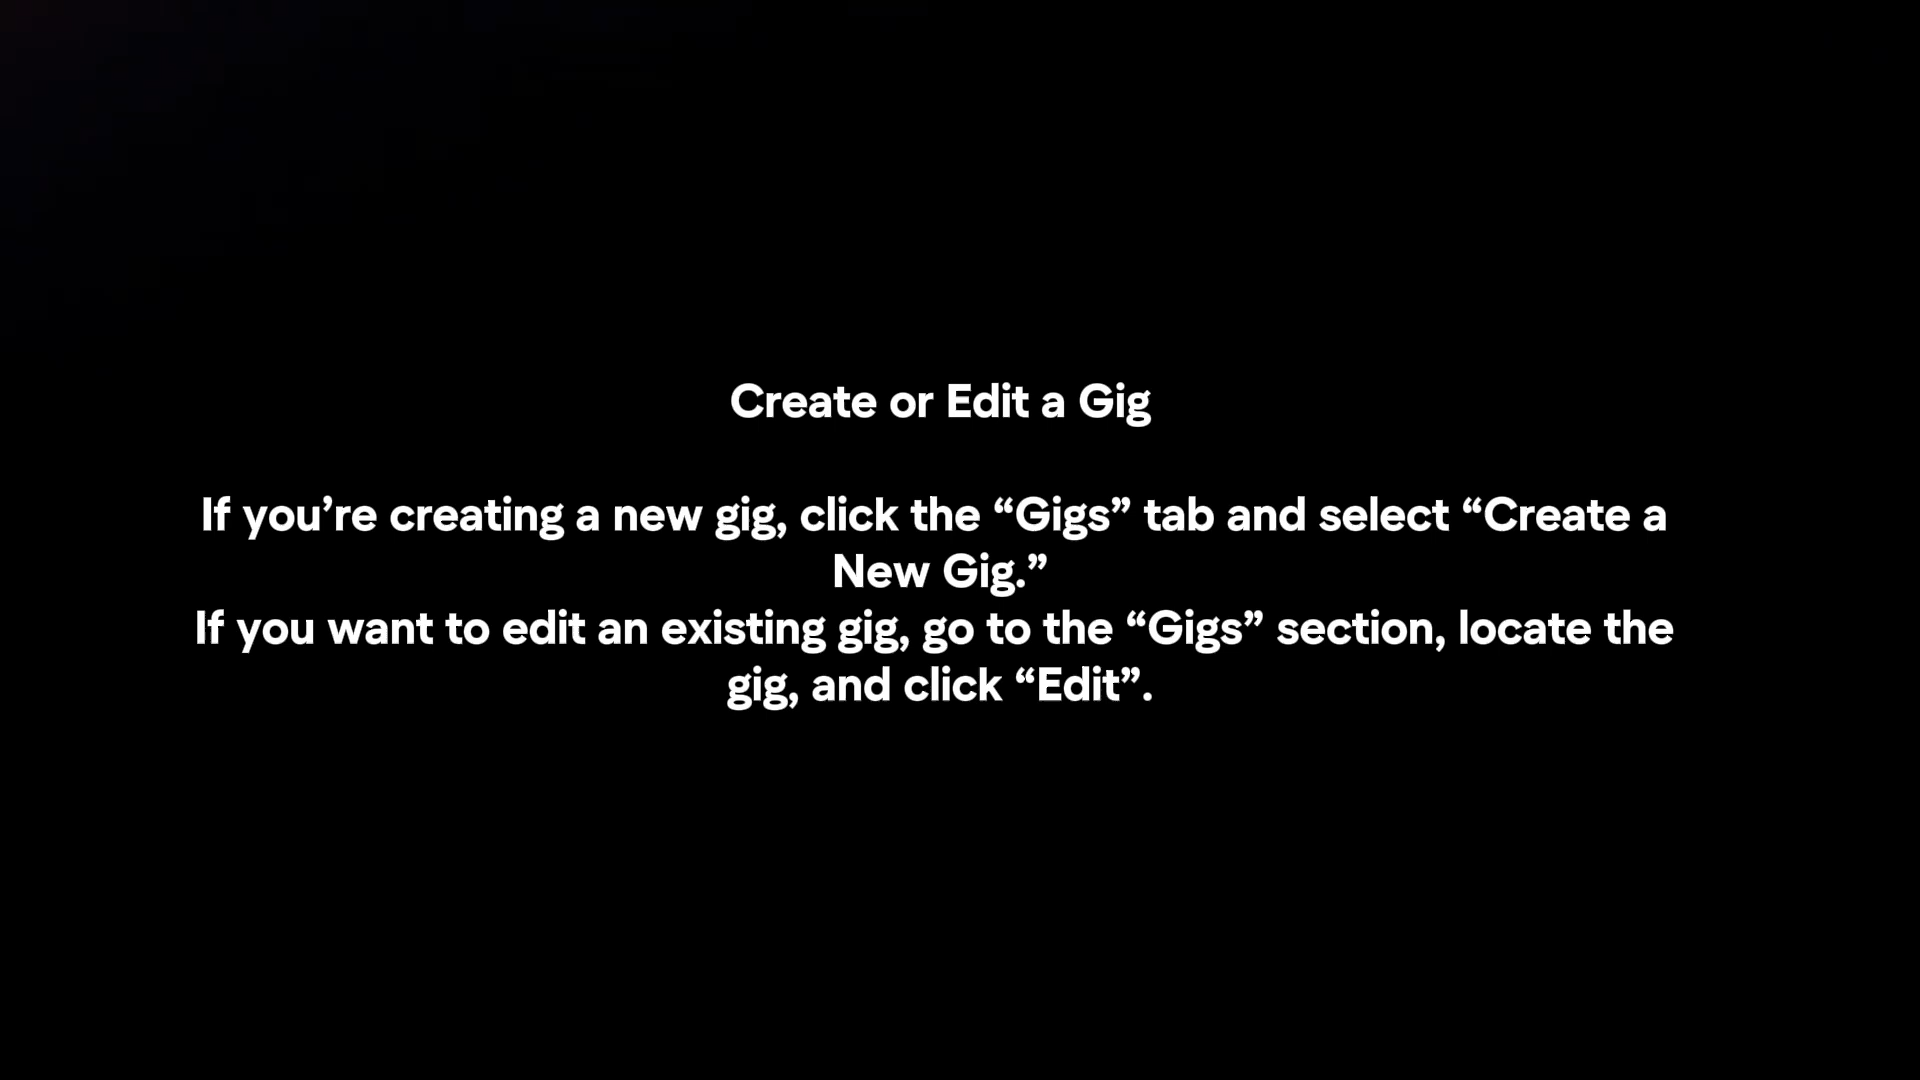 Create or Edit a Gig
If you’re creating a new gig, click the “Gigs” tab and select “Create a
New Gig.”
If you want to edit an existing gig, go to the “Gigs” section, locate the
gig, and click “Edit”.